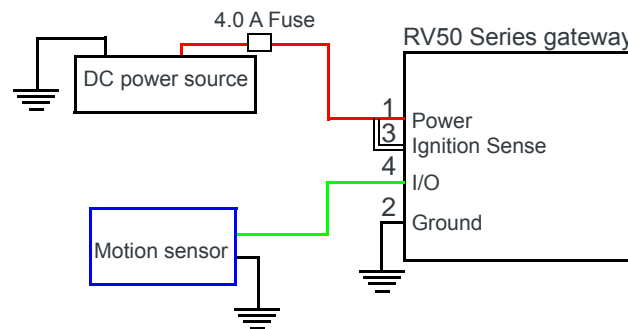 4.0 A Fuse
RV50 Series gateway
DC power source
1
Power
3
Ignition Sense
4
I/O
2
Ground
Motion sensor